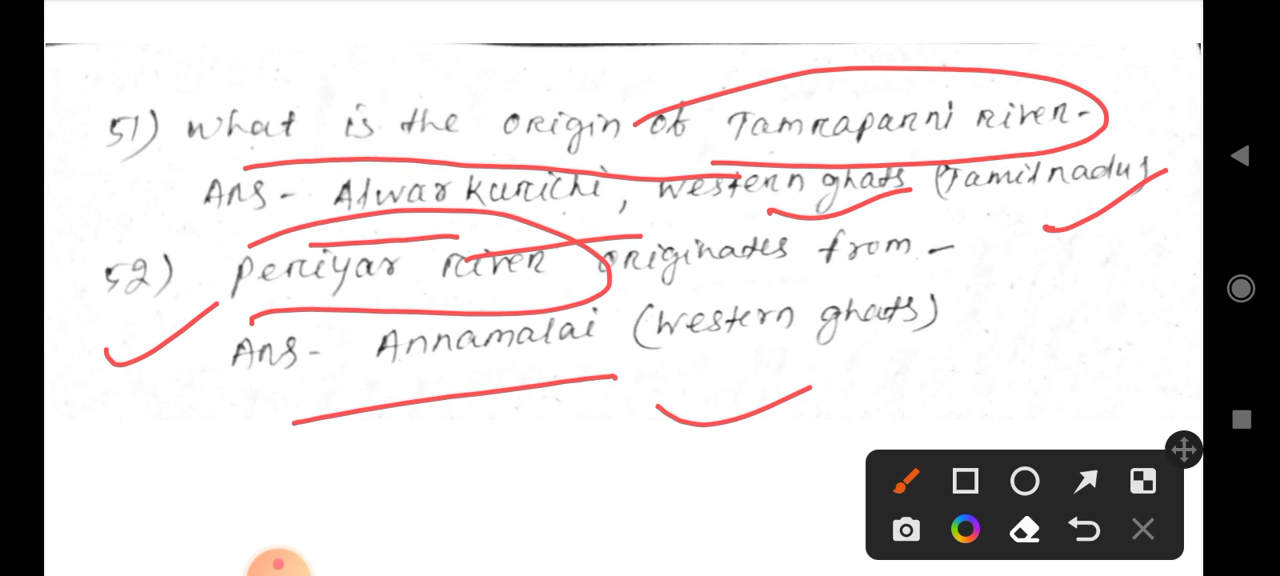 51) What is the origin of Tamraparni River-
Ans - Alwarkurichi, Western ghats (Tamilnadu)
52) Periyar River originates from -
Ans - Annamalai (Western ghats)